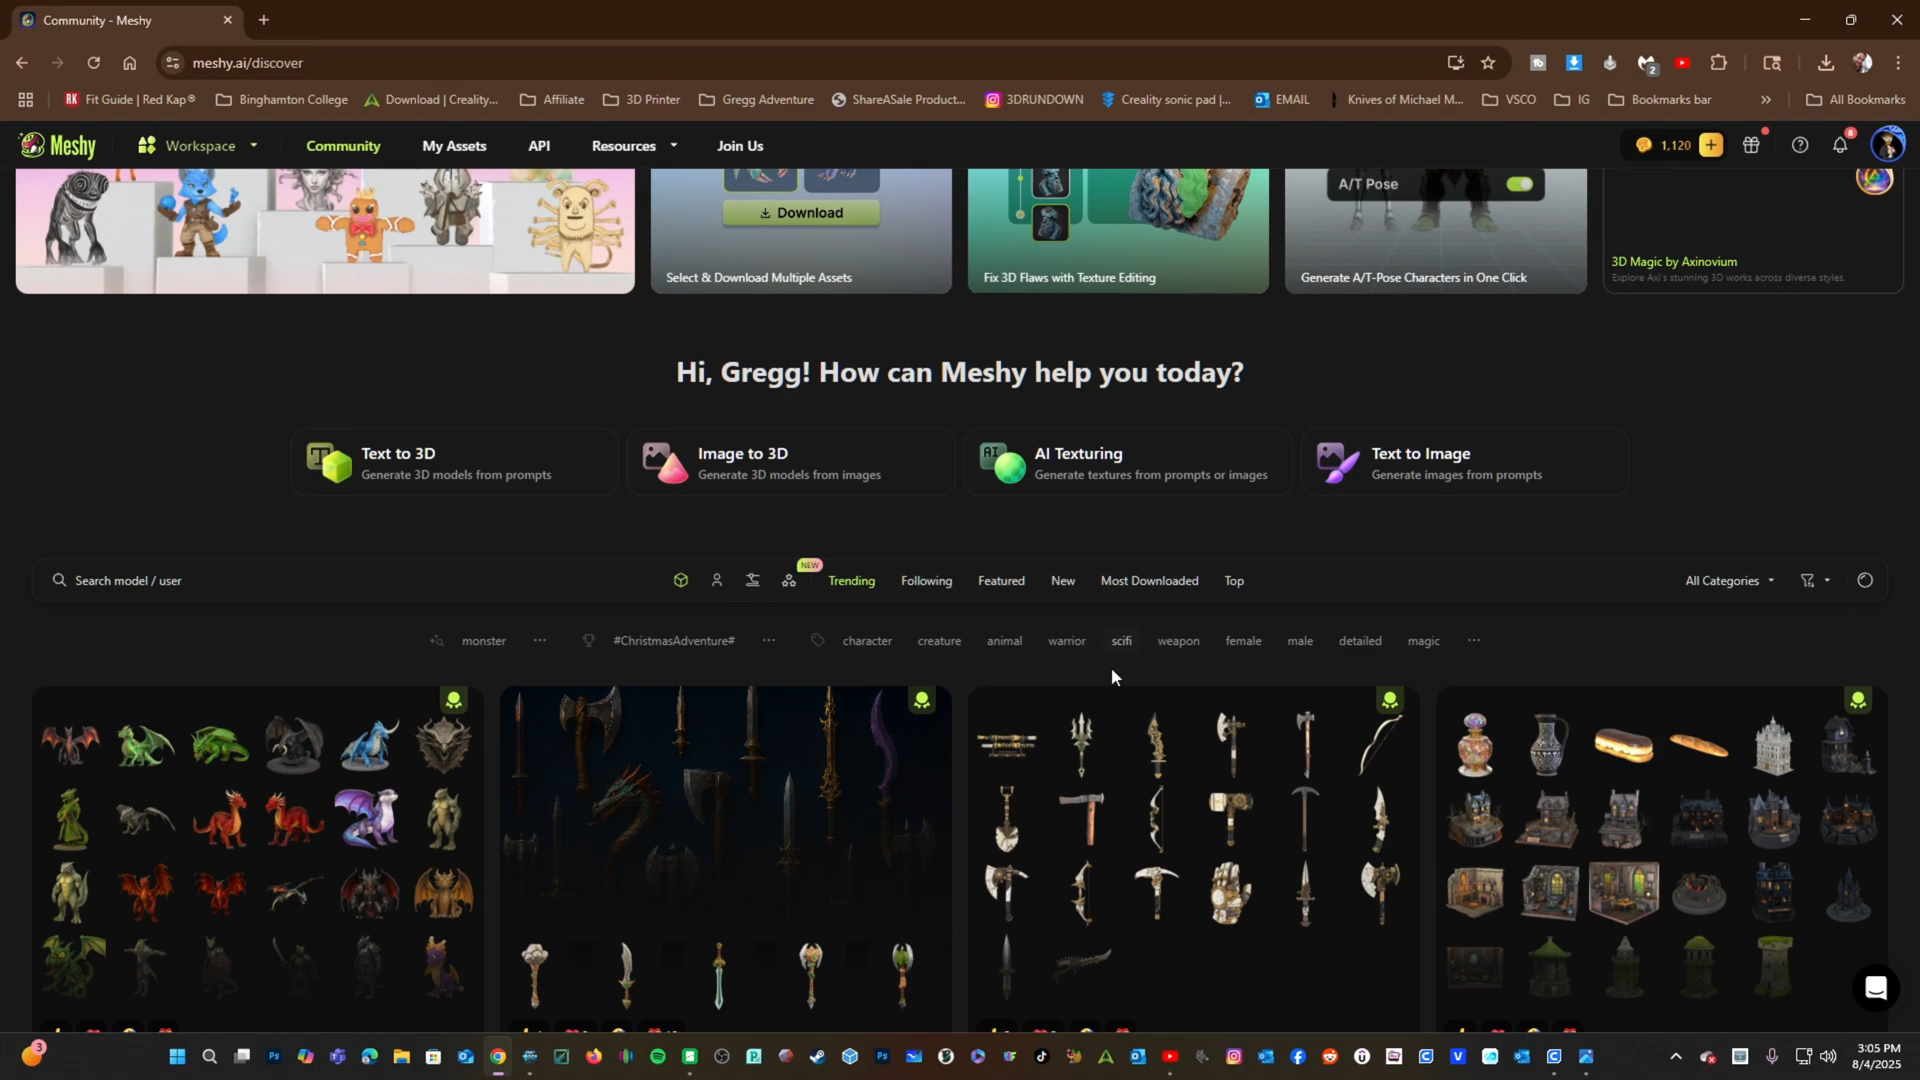 Community - Meshy
meshy.ai/discover
2
Fit Guide | Red Kap®
Binghamton College
Download | Creality...
Affiliate
3D Printer
Gregg Adventure
ShareASale Product...
3DRUNDOWN
Creality sonic pad |...
EMAIL
Knives of Michael M...
VSCO
IG
Bookmarks bar
All Bookmarks
Meshy
Workspace
Community
My Assets
API
Resources
Join Us
1,120
8
Download
A/T Pose
Select & Download Multiple Assets
Fix 3D Flaws with Texture Editing
Generate A/T-Pose Characters in One Click
3D Magic by Axinovium
Explore Axi's stunning 3D works across diverse styles.
Hi, Gregg! How can Meshy help you today?
Text to 3D
Generate 3D models from prompts
Image to 3D
Generate 3D models from images
AI
AI Texturing
Generate textures from prompts or images
Text to Image
Generate images from prompts
Search model / user
NEW
Trending
Following
Featured
New
Most Downloaded
Top
All Categories
monster
#ChristmasAdventure#
character
creature
animal
warrior
scifi
weapon
female
male
detailed
magic
3
3:05 PM
8/4/2025